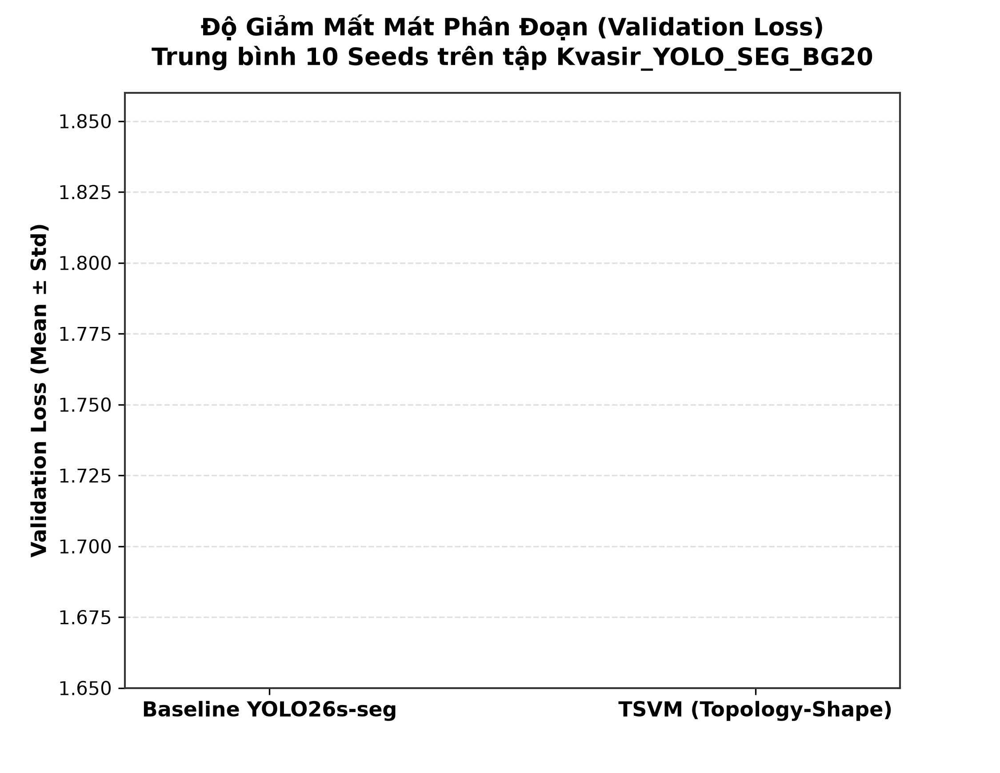 Độ Giảm Mất Mát Phân Đoạn (Validation Loss)
Trung bình 10 Seeds trên tập Kvasir_YOLO_SEG_BG20
Validation Loss (Mean ± Std)
1.850
1.825
1.800
1.775
1.750
1.725
1.700
1.675
1.650
Baseline YOLO26s-seg
TSVM (Topology-Shape)